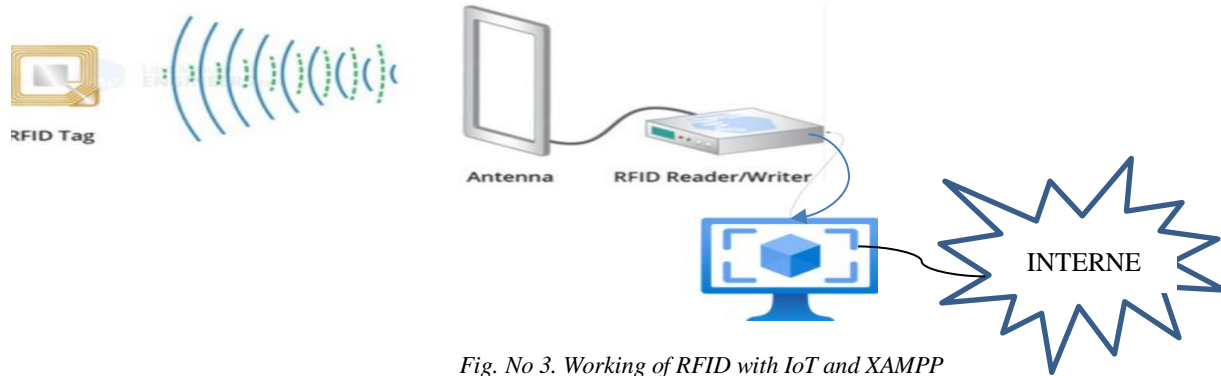 RFID Tag
Antenna
RFID Reader/Writer
INTERNE
Fig. No 3. Working of RFID with IoT and XAMPP